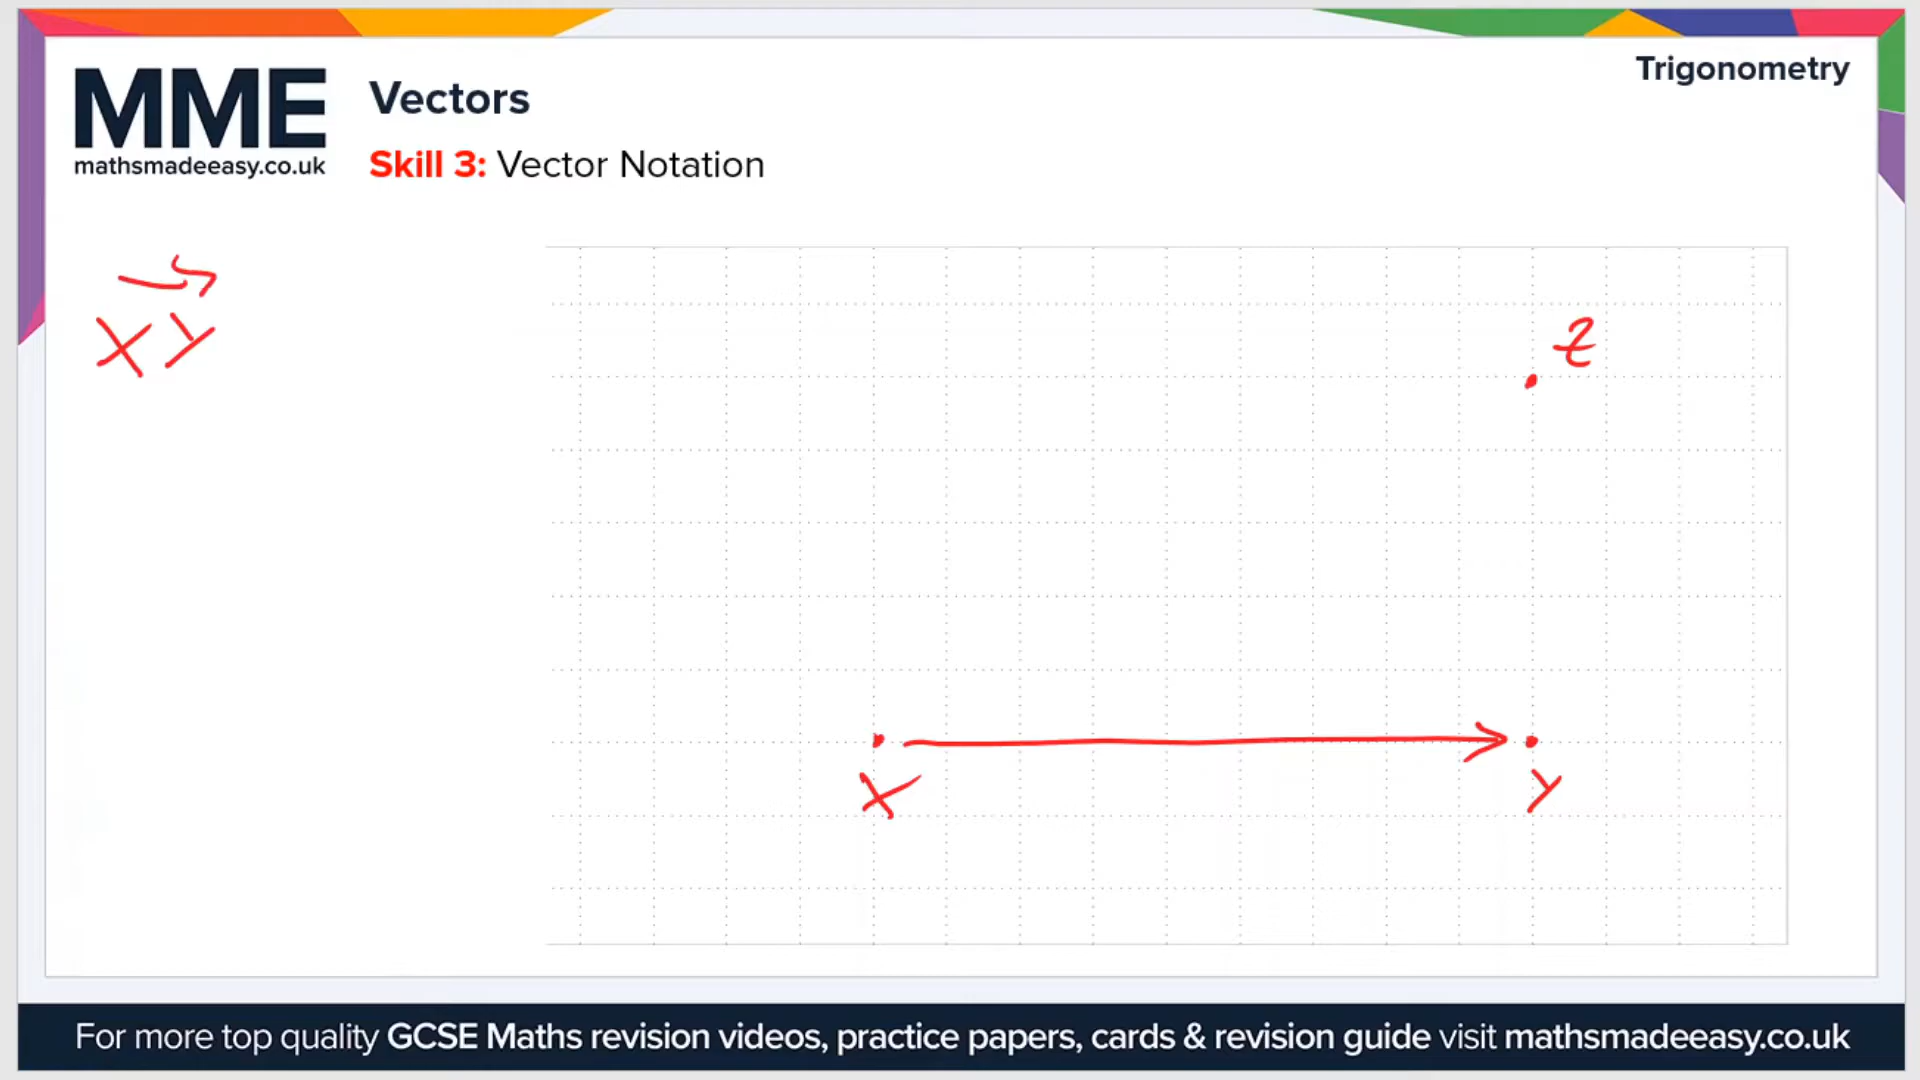 Trigonometry
MME
mathsmadeeasy.co.uk
Vectors
Skill 3: Vector Notation
XY
Z
X
Y
For more top quality GCSE Maths revision videos, practice papers, cards & revision guide visit mathsmadeeasy.co.uk